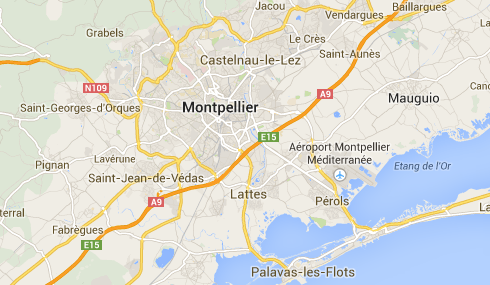 Jacou
Baillargues
Vendargues
Grabels
Le Crès
Saint-Aunès
Castelnau-le-Lez
N109
A9
Mauguio
Saint-Georges-d'Orques
Montpellier
Candi
E15
Aéroport Montpellier
Méditerranée
Lavérune
Pignan
Etang de l'Or
Saint-Jean-de-Védas
Lattes
Pérols
A9
terral
Fabrègues
E15
Palavas-les-Flots